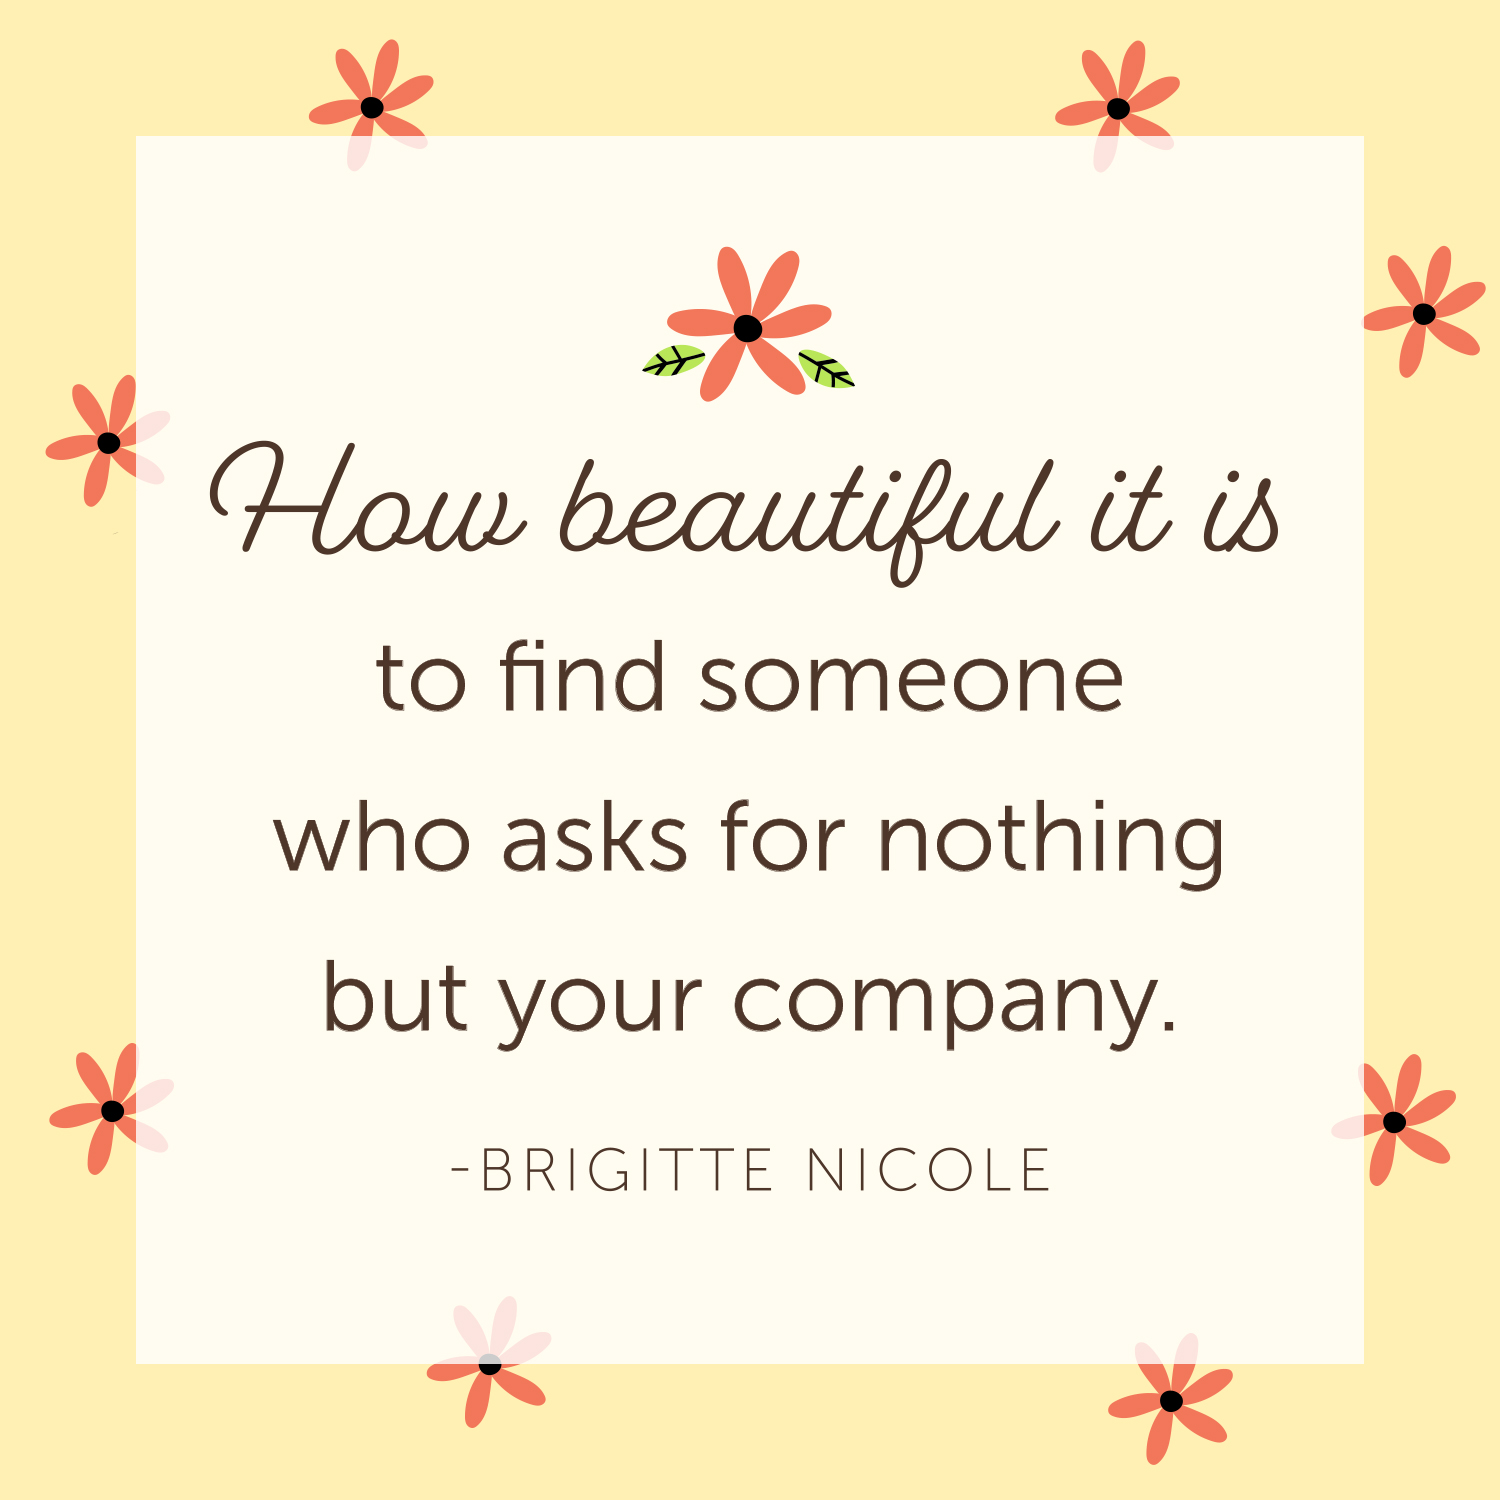 How beautiful it is
to find someone
who asks for nothing
but your company.
-BRIGITTE NICOLE